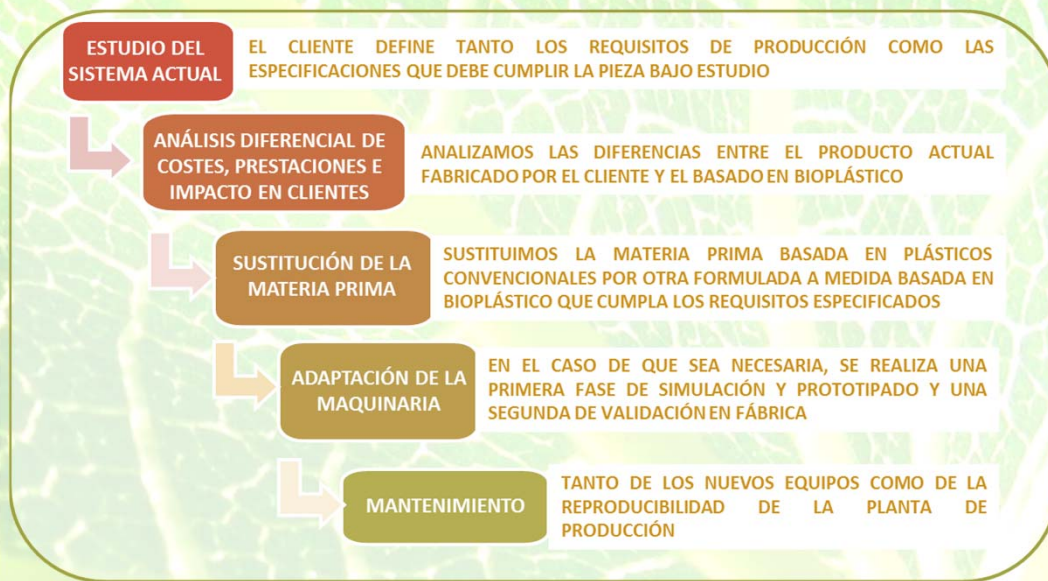 ESTUDIO DEL
SISTEMA ACTUAL
EL CLIENTE DEFINE TANTO LOS REQUISITOS DE PRODUCCIÓN COMO LAS
ESPECIFICACIONES QUE DEBE CUMPLIR LA PIEZA BAJO ESTUDIO
ANÁLISIS DIFERENCIAL DE
COSTES, PRESTACIONES E
IMPACTO EN CLIENTES
ANALIZAMOS LAS DIFERENCIAS ENTRE EL PRODUCTO ACTUAL
FABRICADO POR EL CLIENTE Y EL BASADO EN BIOPLÁSTICO
SUSTITUCIÓN DE LA
MATERIA PRIMA
SUSTITUIMOS LA MATERIA PRIMA BASADA EN PLÁSTICOS
CONVENCIONALES POR OTRA FORMULADA A MEDIDA BASADA EN
BIOPLÁSTICO QUE CUMPLA LOS REQUISITOS ESPECIFICADOS
ADAPTACIÓN DE LA
MAQUINARIA
EN EL CASO DE QUE SEA NECESARIA, SE REALIZA UNA
PRIMERA FASE DE SIMULACIÓN Y PROTOTIPADO Y UNA
SEGUNDA DE VALIDACIÓN EN FÁBRICA
MANTENIMIENTO
TANTO DE LOS NUEVOS EQUIPOS COMO DE LA
REPRODUCIBILIDAD DE LA PLANTA DE
PRODUCCIÓN